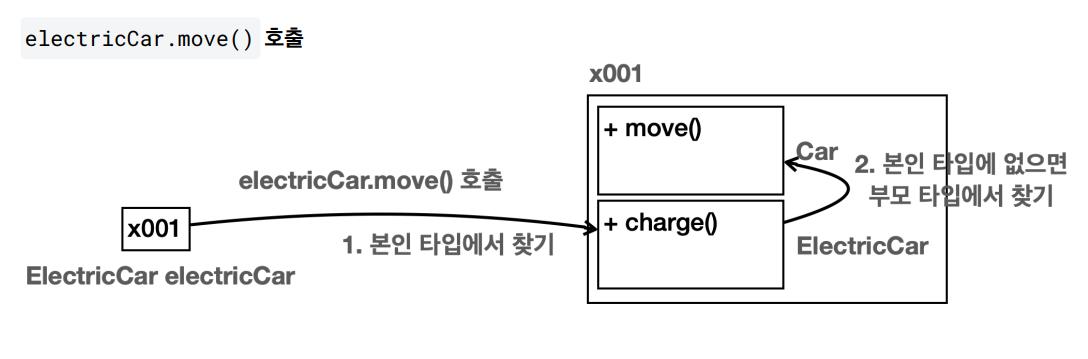 electricCar.move() 호출
x001
+ move()
Car
2. 본인 타입에 없으면
부모 타입에서 찾기
electricCar.move() 호출
x001
1. 본인 타입에서 찾기
+ charge()
ElectricCar
ElectricCar electricCar